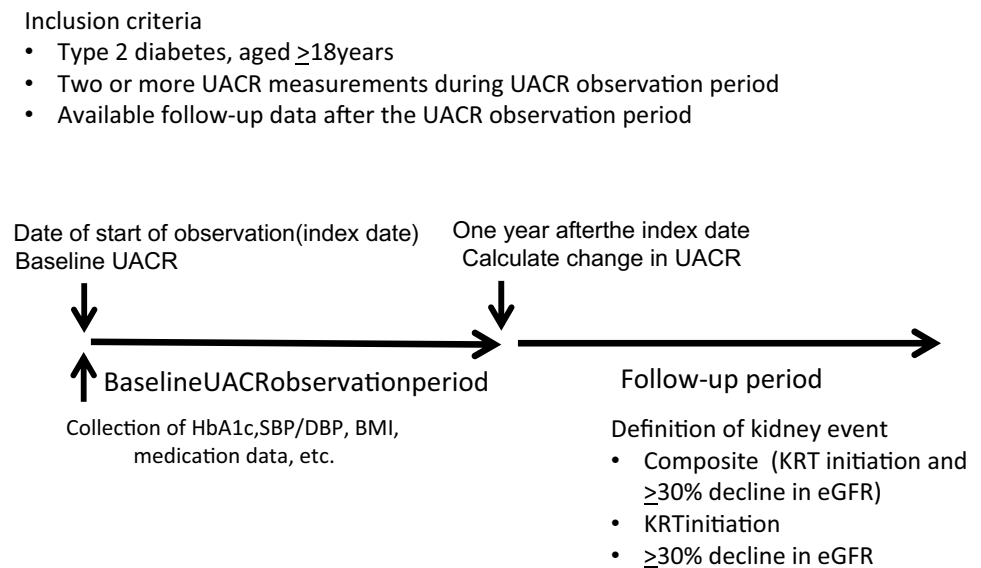 Inclusion criteria
• Type 2 diabetes, aged ≥18years
• Two or more UACR measurements during UACR observation period
• Available follow-up data after the UACR observation period
Date of start of observation(index date)
Baseline UACR
One year afterthe index date
Calculate change in UACR
BaselineUACRobservationperiod
Follow-up period
Collection of HbA1c,SBP/DBP, BMI,
medication data, etc.
Definition of kidney event
• Composite (KRT initiation and
≥30% decline in eGFR)
• KRTinitiation
• ≥30% decline in eGFR